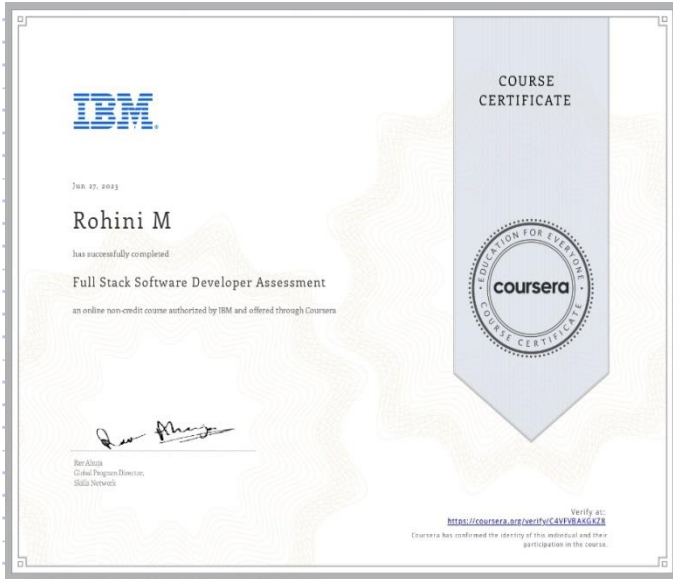 IBM
COURSE
CERTIFICATE
Jun 27, 2023
Rohini M
has successfully completed
Full Stack Software Developer Assessment
an online non-credit course authorized by IBM and offered through Coursera
EDUCATION FOR EVERYONE
coursera
COURSE CERTIFICATE
Rav Ahuja
Global Program Director,
Skills Network
Verify at:
https://coursera.org/verify/C4VFVBAKGKZ8
Coursera has confirmed the identity of this individual and their
participation in the course.